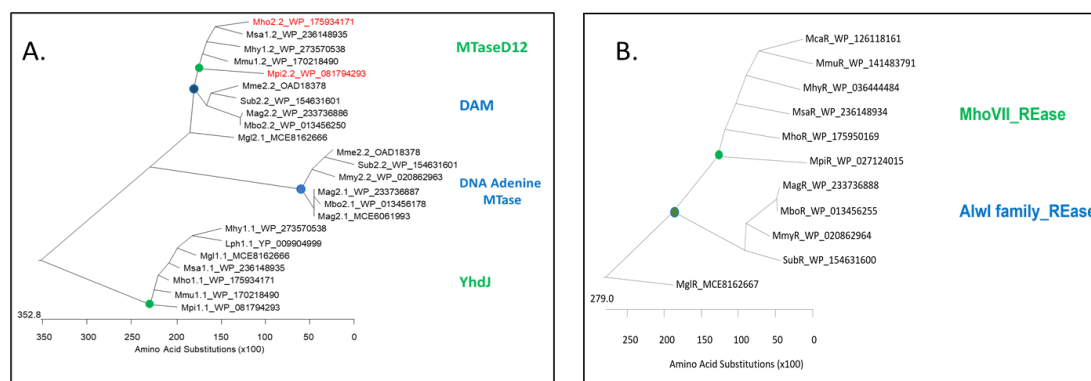 A.
Mho2.2_WP_175934171
Msa1.2_WP_236148935
Mhy1.2_WP_273570538
Mmu1.2_WP_170218490
Mpi2.2_WP_081794293
Mme2.2_OAD18378
Sub2.2_WP_154631601
Mag2.2_WP_233736886
Mbo2.2_WP_013456250
Mgl2.1_MCE8162666
Mme2.2_OAD18378
Sub2.2_WP_154631601
Mmy2.2_WP_020862963
Mag2.1_WP_233736887
Mbo2.1_WP_013456178
Mag2.1_MCE6061993
Mhy1.1_WP_273570538
Lph1.1_YP_009904999
Mgl1.1_MCE8162666
Msa1.1_WP_236148935
Mho1.1_WP_175934171
Mmu1.1_WP_170218490
Mpi1.1_WP_081794293
MTaseD12
DAM
DNA Adenine
MTase
YhdJ
352.8
350 300 250 200 150 100 50 0
Amino Acid Substitutions (x100)
B.
McaR_WP_126118161
MmuR_WP_141483791
MhyR_WP_036444484
MsaR_WP_236148934
MhoR_WP_175950169
MpiR_WP_027124015
MagR_WP_233736888
MboR_WP_013456255
MmyR_WP_020862964
SubR_WP_154631600
MglR_MCE8162667
MhoVII_REase
AlwI family_REase
279.0
250 200 150 100 50 0
Amino Acid Substitutions (x100)